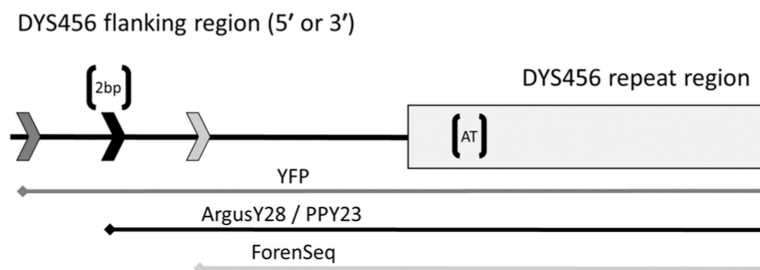 DYS456 flanking region (5′ or 3′)
2bp
DYS456 repeat region
AT
YFP
ArgusY28 / PPY23
ForenSeq